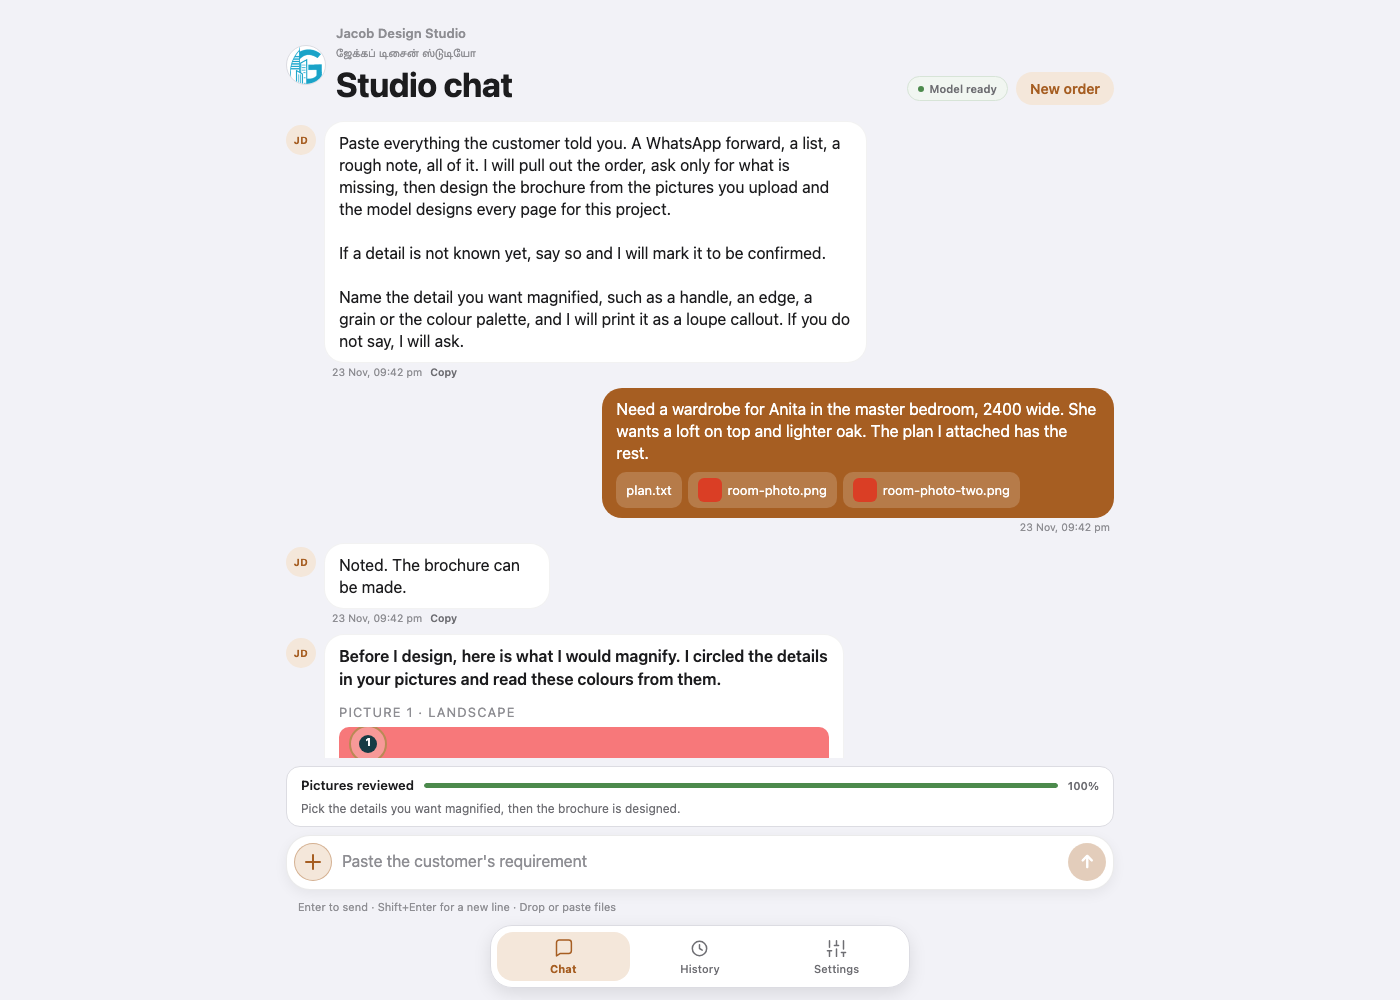 Jacob Design Studio
ஜேக்கப் டிசைன் ஸ்டுடியோ
Studio chat
Model ready
New order
JD
Paste everything the customer told you. A WhatsApp forward, a list, a
rough note, all of it. I will pull out the order, ask only for what is
missing, then design the brochure from the pictures you upload and
the model designs every page for this project.
If a detail is not known yet, say so and I will mark it to be confirmed.
Name the detail you want magnified, such as a handle, an edge, a
grain or the colour palette, and I will print it as a loupe callout. If you do
not say, I will ask.
23 Nov, 09:42 pm Copy
Need a wardrobe for Anita in the master bedroom, 2400 wide. She
wants a loft on top and lighter oak. The plan I attached has the
rest.
plan.txt room-photo.png room-photo-two.png
23 Nov, 09:42 pm
JD
Noted. The brochure can
be made.
23 Nov, 09:42 pm Copy
JD
Before I design, here is what I would magnify. I circled the details
in your pictures and read these colours from them.
PICTURE 1 · LANDSCAPE
1
Pictures reviewed 100%
Pick the details you want magnified, then the brochure is designed.
Paste the customer's requirement
Enter to send · Shift+Enter for a new line · Drop or paste files
Chat History Settings